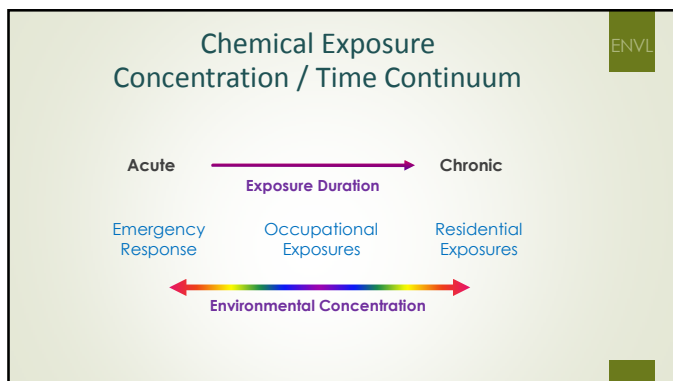 Chemical Exposure
Concentration / Time Continuum
ENVL
Acute
Chronic
Exposure Duration
Emergency
Response
Occupational
Exposures
Residential
Exposures
Environmental Concentration